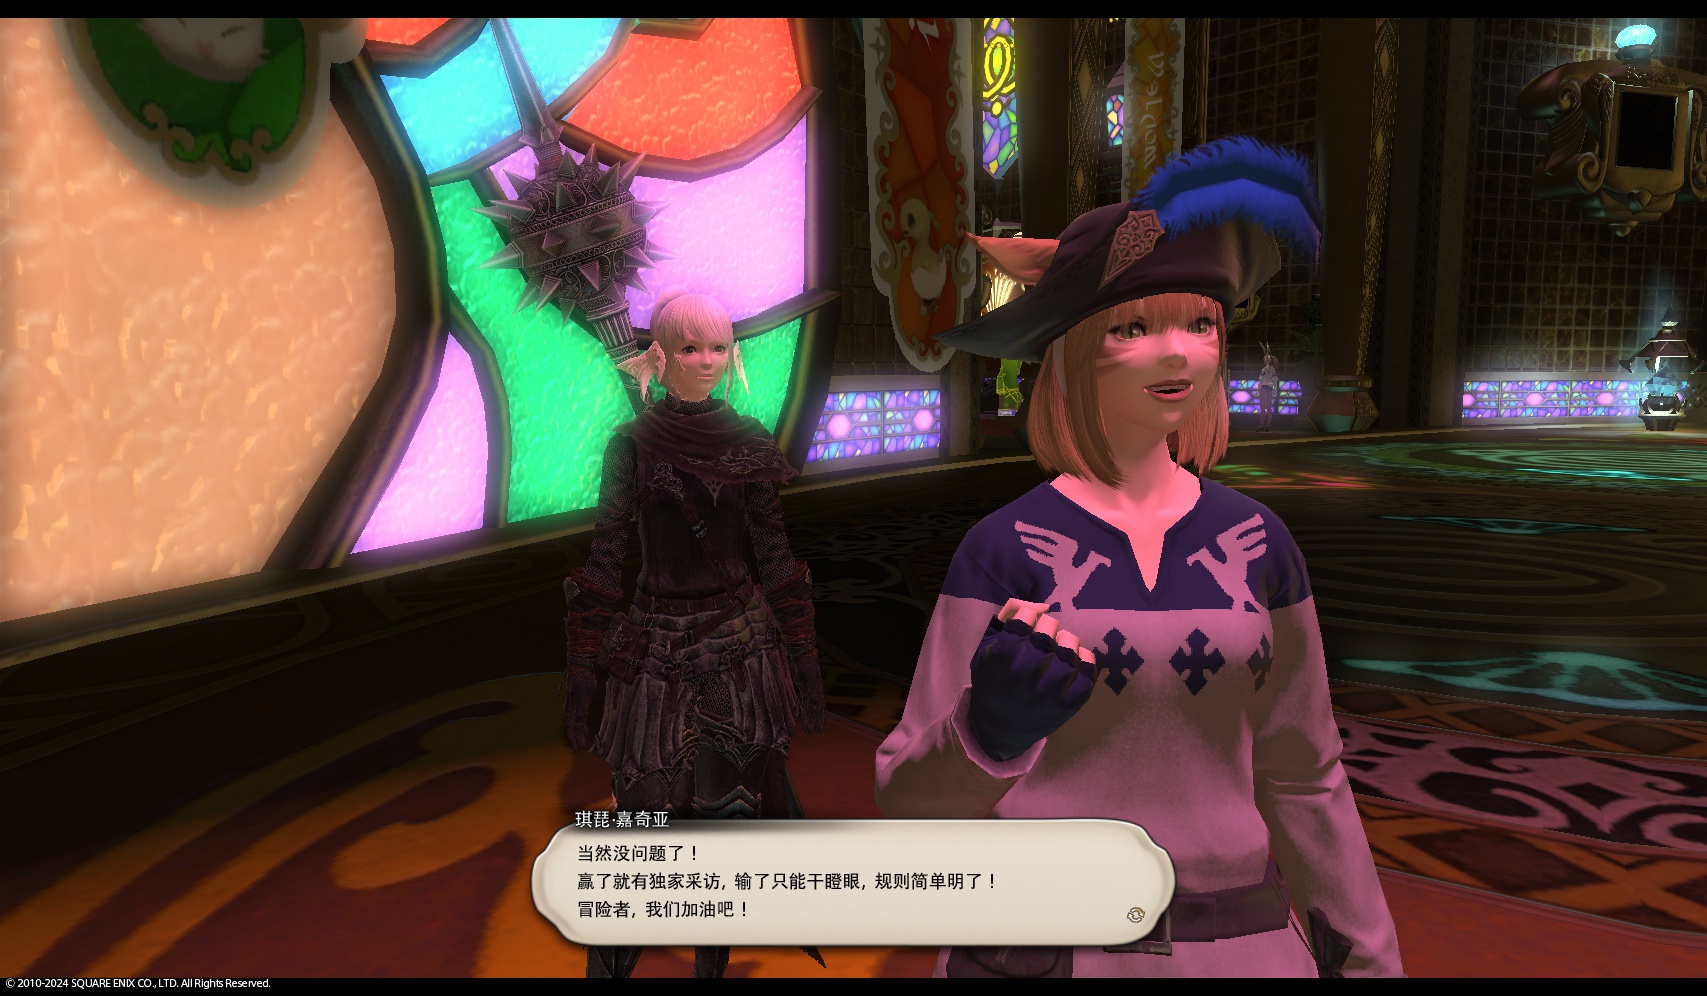 琪琵·嘉奇亚
当然没问题了！
赢了就有独家采访，输了只能干瞪眼，规则简单明了！
冒险者，我们加油吧！
© 2010-2024 SQUARE ENIX CO., LTD. All Rights Reserved.